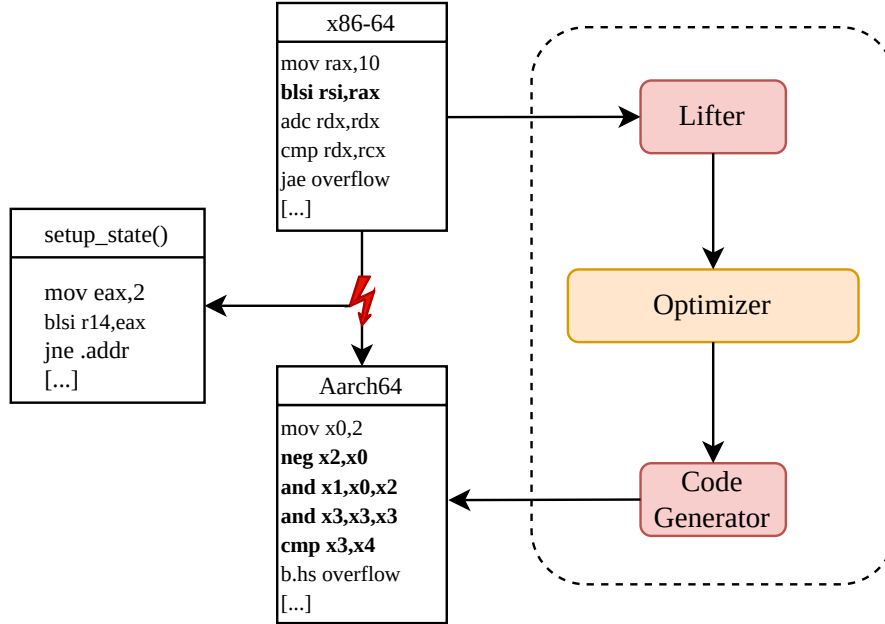 x86-64
mov rax,10
blsi rsi,rax
adc rdx,rdx
cmp rdx,rcx
jae overflow
[...]
setup_state()
mov eax,2
blsi r14,eax
jne .addr
[...]
Aarch64
mov x0,2
neg x2,x0
and x1,x0,x2
and x3,x3,x3
cmp x3,x4
b.hs overflow
[...]
Lifter
Optimizer
Code
Generator